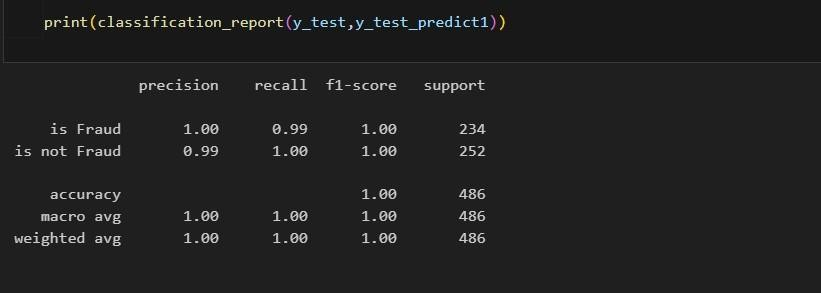 print(classification_report(y_test,y_test_predict1))
precision recall f1-score support
is Fraud 1.00 0.99 1.00 234
is not Fraud 0.99 1.00 1.00 252
accuracy 1.00 486
macro avg 1.00 1.00 1.00 486
weighted avg 1.00 1.00 1.00 486